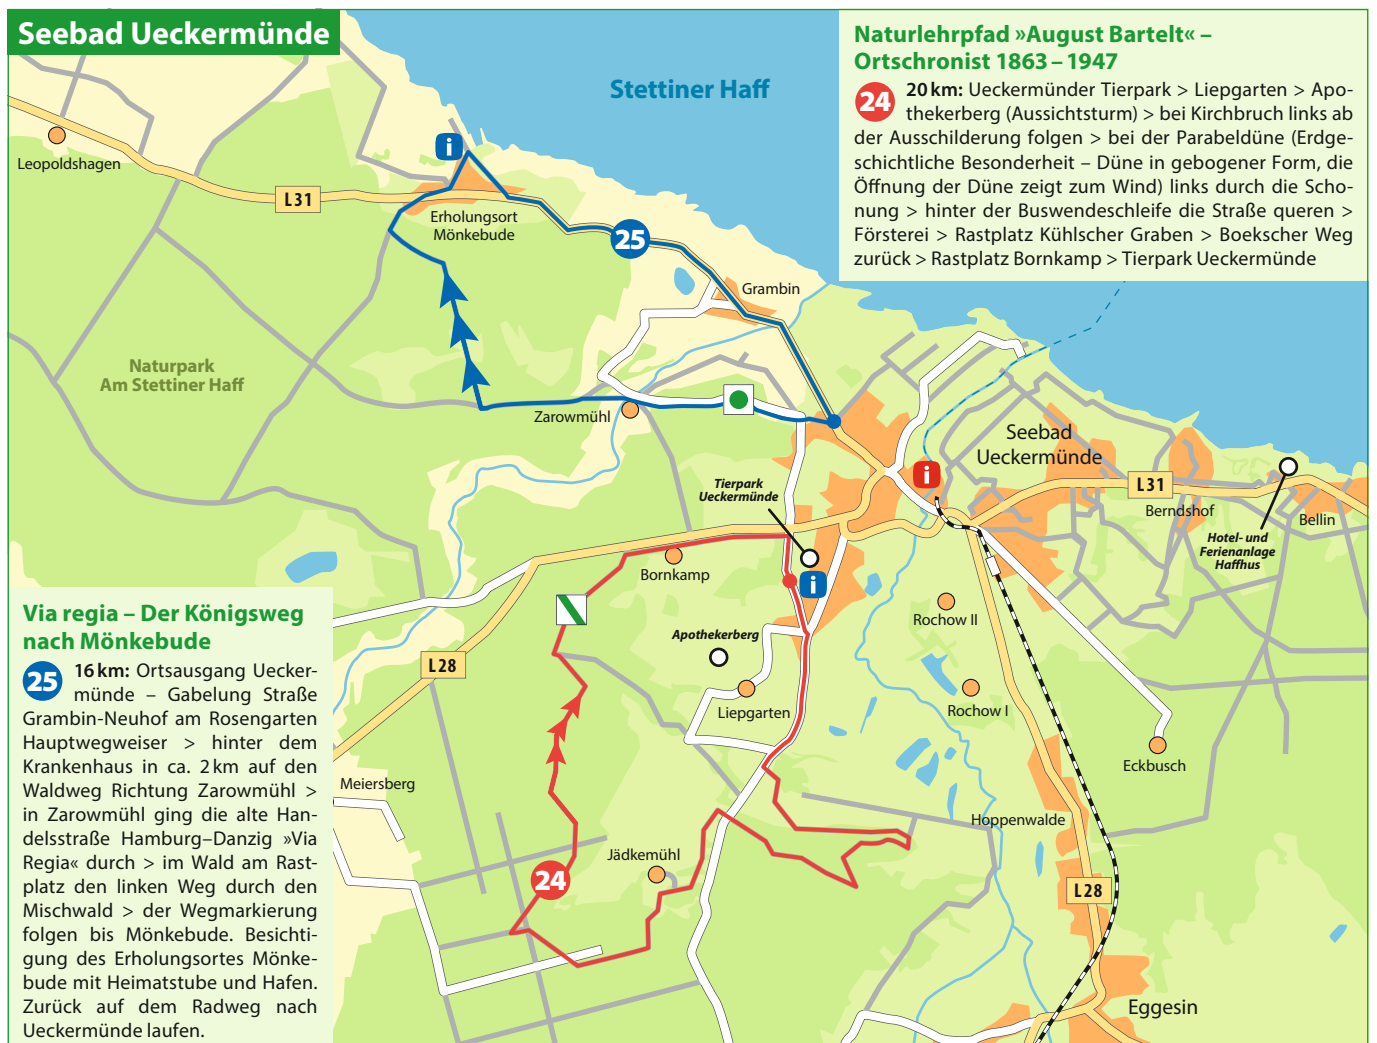 Seebad Ueckermünde
Naturlehrpfad »August Bartelt« –
Ortschronist 1863 – 1947
24
20 km: Ueckermünder Tierpark > Liepgarten > Apo-
thekerberg (Aussichtsturm) > bei Kirchbruch links ab
der Ausschilderung folgen > bei der Parabeldüne (Erdge-
schichtliche Besonderheit – Düne in gebogener Form, die
Öffnung der Düne zeigt zum Wind) links durch die Scho-
nung > hinter der Buswendeschleife die Straße queren >
Försterei > Rastplatz Kühlscher Graben > Boekscher Weg
zurück > Rastplatz Bornkamp > Tierpark Ueckermünde
Stettiner Haff
Leopoldshagen
i
L31
Erholungsort
Mönkebude
25
Grambin
Naturpark
Am Stettiner Haff
Zarowmühl
Seebad
Ueckermünde
i
Tierpark
Ueckermünde
L31
Berndshof
Bellin
Hotel- und
Ferienanlage
Haffhus
Bornkamp
i
Rochow II
Apothekerberg
L28
Liepgarten
Rochow I
Eckbusch
Meiersberg
Hoppenwalde
Jädkemühl
24
L28
Eggesin
Via regia – Der Königsweg
nach Mönkebude
25
16 km: Ortsausgang Uecker-
münde – Gabelung Straße
Grambin-Neuhof am Rosengarten
Hauptwegweiser > hinter dem
Krankenhaus in ca. 2 km auf den
Waldweg Richtung Zarowmühl >
in Zarowmühl ging die alte Han-
delsstraße Hamburg–Danzig »Via
Regia« durch > im Wald am Rast-
platz den linken Weg durch den
Mischwald > der Wegmarkierung
folgen bis Mönkebude. Besichti-
gung des Erholungsortes Mönke-
bude mit Heimatstube und Hafen.
Zurück auf dem Radweg nach
Ueckermünde laufen.